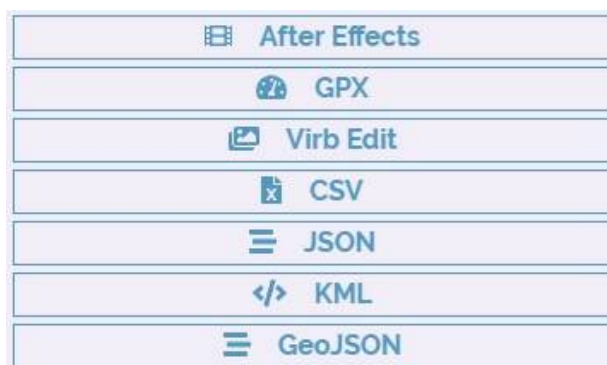 After Effects
GPX
Virb Edit
CSV
JSON
KML
GeoJSON